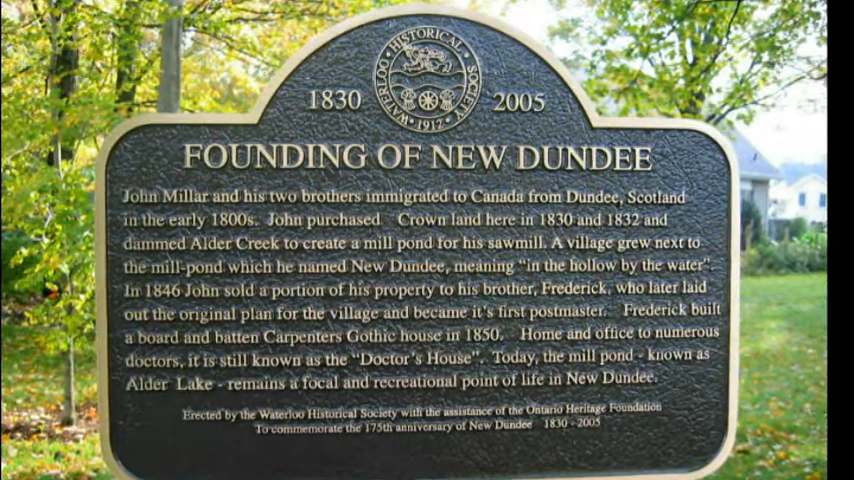 WATERLOO HISTORICAL SOCIETY
1912
1830 2005
FOUNDING OF NEW DUNDEE
John Millar and his two brothers immigrated to Canada from Dundee, Scotland
in the early 1800s. John purchased Crown land here in 1830 and 1832 and
dammed Alder Creek to create a mill pond for his sawmill. A village grew next to
the mill-pond which he named New Dundee, meaning "in the hollow by the water".
In 1846 John sold a portion of his property to his brother, Frederick, who later laid
out the original plan for the village and became it's first postmaster. Frederick built
a board and batten Carpenters Gothic house in 1850. Home and office to numerous
doctors, it is still known as the "Doctor's House". Today, the mill pond - known as
Alder Lake - remains a focal and recreational point of life in New Dundee.
Erected by the Waterloo Historical Society with the assistance of the Ontario Heritage Foundation
To commemorate the 175th anniversary of New Dundee 1830 - 2005